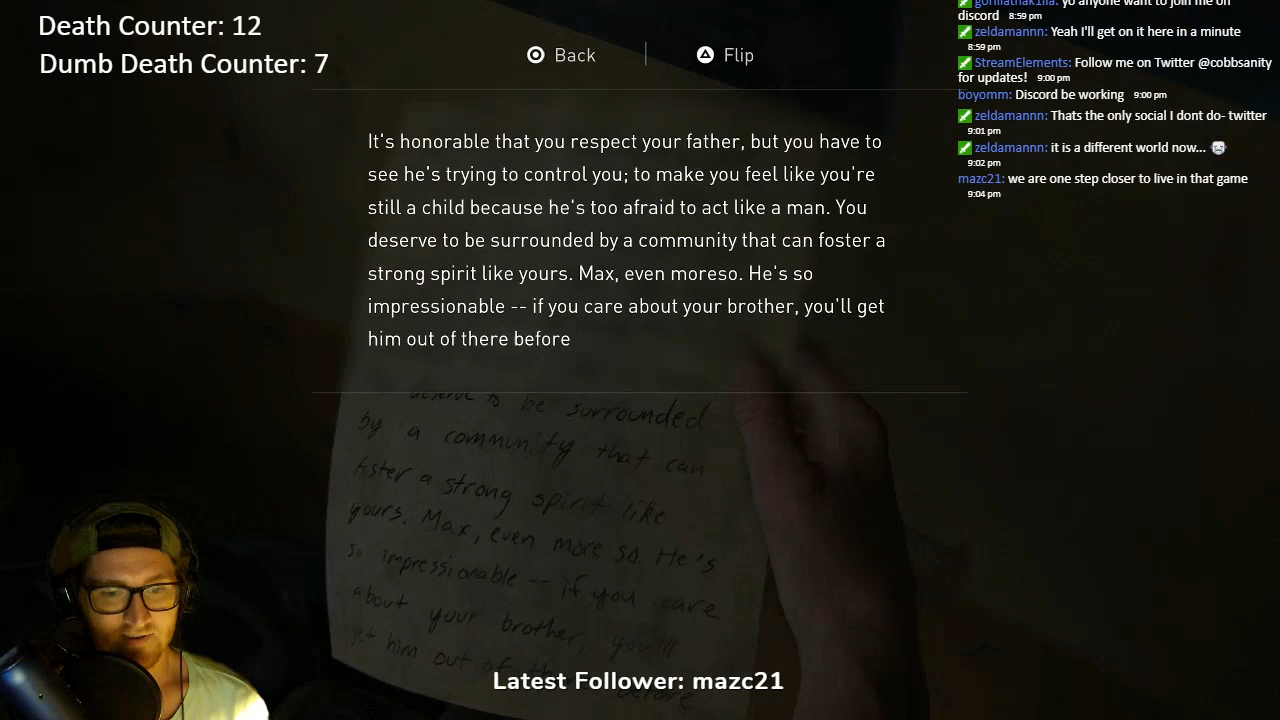 Death Counter: 12
Dumb Death Counter: 7
Back
Flip
It's honorable that you respect your father, but you have to
see he's trying to control you; to make you feel like you're
still a child because he's too afraid to act like a man. You
deserve to be surrounded by a community that can foster a
strong spirit like yours. Max, even moreso. He's so
impressionable -- if you care about your brother, you'll get
him out of there before
deserve to be surrounded
by a community that can
foster a strong spirit like
yours. Max, even more so. He's
so impressionable -- if you care
about your brother, you'll
get him out of before
Latest Follower: mazc21
yo anyone want to join me on
discord 8:59 pm
zeldamannn: Yeah I'll get on it here in a minute
8:59 pm
StreamElements: Follow me on Twitter @cobbsanity
for updates! 9:00 pm
boyomm: Discord be working 9:00 pm
zeldamannn: Thats the only social I dont do- twitter
9:01 pm
zeldamannn: it is a different world now...
9:02 pm
mazc21: we are one step closer to live in that game
9:04 pm